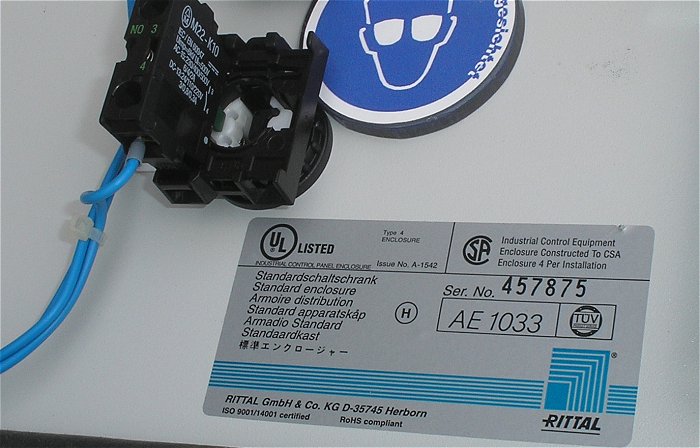 NO 3
4
M22-K10
gesichtet
UL LISTED
INDUSTRIAL CONTROL PANEL ENCLOSURE
Type 4
ENCLOSURE
Issue No. A-1542
SA
Industrial Control Equipment
Enclosure Constructed To CSA
Enclosure 4 Per Installation
Standardschaltschrank
Standard enclosure
Armoire distribution
Standard apparatskåp
Armadio Standard
Standaardkast
標準エンクロージャー
H
Ser. No. 457875
AE 1033
TÜV
RITTAL GmbH & Co. KG D-35745 Herborn
ISO 9001/14001 certified RoHS compliant
RITTAL